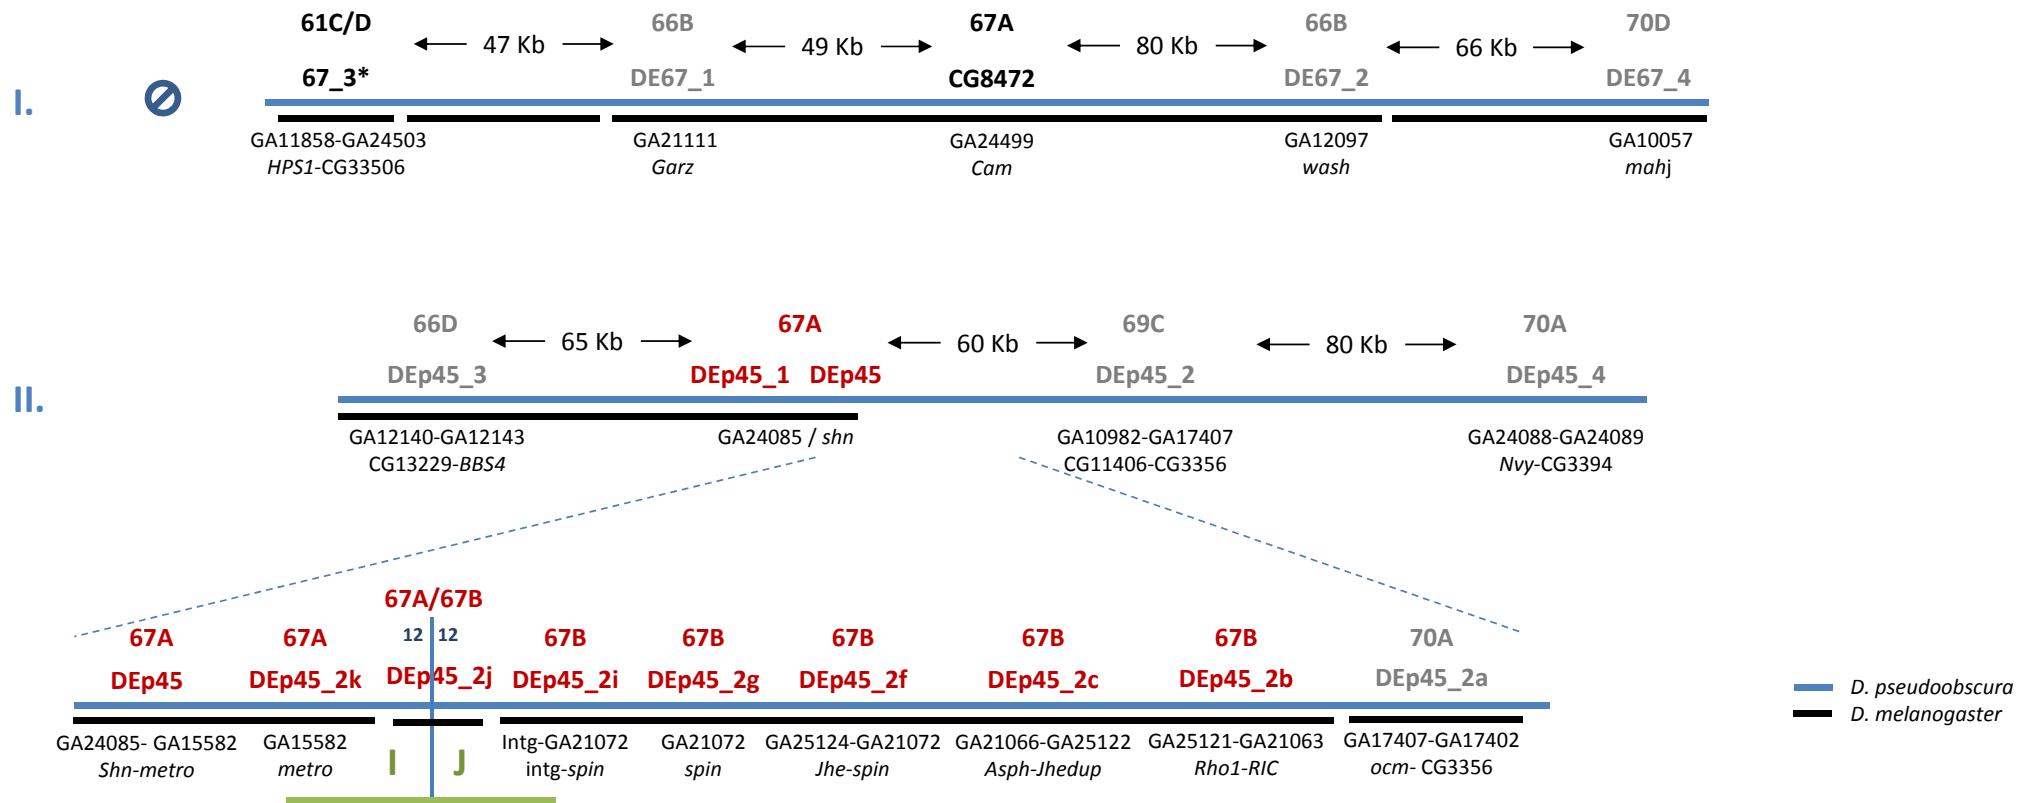 61C/D 66B 67A 66B 70D
47 Kb 49 Kb 80 Kb 66 Kb
67_3* DE67_1 CG8472 DE67_2 DE67_4
I.
GA11858-GA24503 GA21111 GA24499 GA12097 GA10057
HPS1-CG33506 Garz Cam wash mahj
66D 67A 69C 70A
65 Kb 60 Kb 80 Kb
DEp45_3 DEp45_1 DEp45 DEp45_2 DEp45_4
II.
GA12140-GA12143 GA24085 / shn GA10982-GA17407 GA24088-GA24089
CG13229-BBS4 CG11406-CG3356 Nvy-CG3394
67A/67B
67A 67A 12 12 67B 67B 67B 67B 67B 70A
DEp45 DEp45_2k DEp45_2j DEp45_2i DEp45_2g DEp45_2f DEp45_2c DEp45_2b DEp45_2a
D. pseudoobscura
D. melanogaster
GA24085- GA15582 GA15582 Intg-GA21072 GA21072 GA25124-GA21072 GA21066-GA25122 GA25121-GA21063 GA17407-GA17402
Shn-metro metro I J intg-spin spin Jhe-spin Asph-Jhedup Rho1-RIC ocm- CG3356